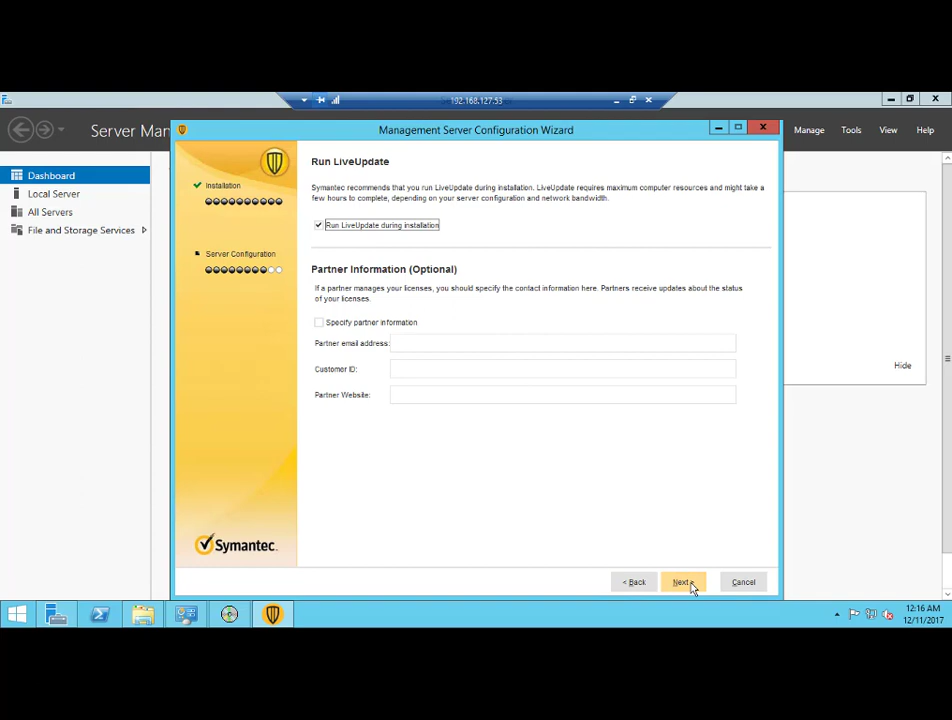 192.168.127.53
Server Man
Manage
Tools
View
Help
Management Server Configuration Wizard
Dashboard
Local Server
All Servers
File and Storage Services
Installation
Server Configuration
Symantec.
Run LiveUpdate
Symantec recommends that you run LiveUpdate during installation. LiveUpdate requires maximum computer resources and might take a
few hours to complete, depending on your server configuration and network bandwidth.
Run LiveUpdate during installation
Partner Information (Optional)
If a partner manages your licenses, you should specify the contact information here. Partners receive updates about the status
of your licenses.
Specify partner information
Partner email address:
Customer ID:
Partner Website:
Hide
< Back
Next >
Cancel
12:16 AM
12/11/2017